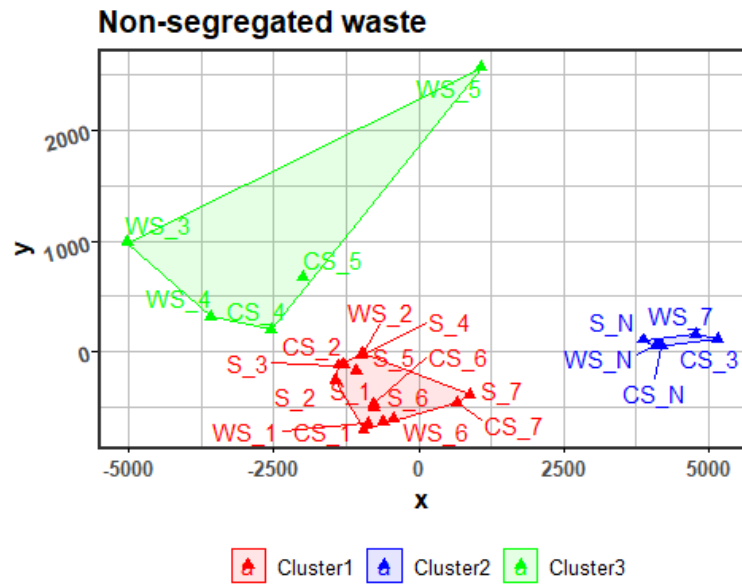 Non-segregated waste
WS_5
2000
WS_3
y
1000
CS_5
WS_4 CS_4
WS_2 S_4
S_N WS_7
0
CS_2 S_5 CS_6
WS_N CS_3
S_3
S_1
CS_N
S_2 S_6 S_7
WS_1 CS_1 WS_6 CS_7
-5000 -2500 0 2500 5000
x
a Cluster1 a Cluster2 a Cluster3